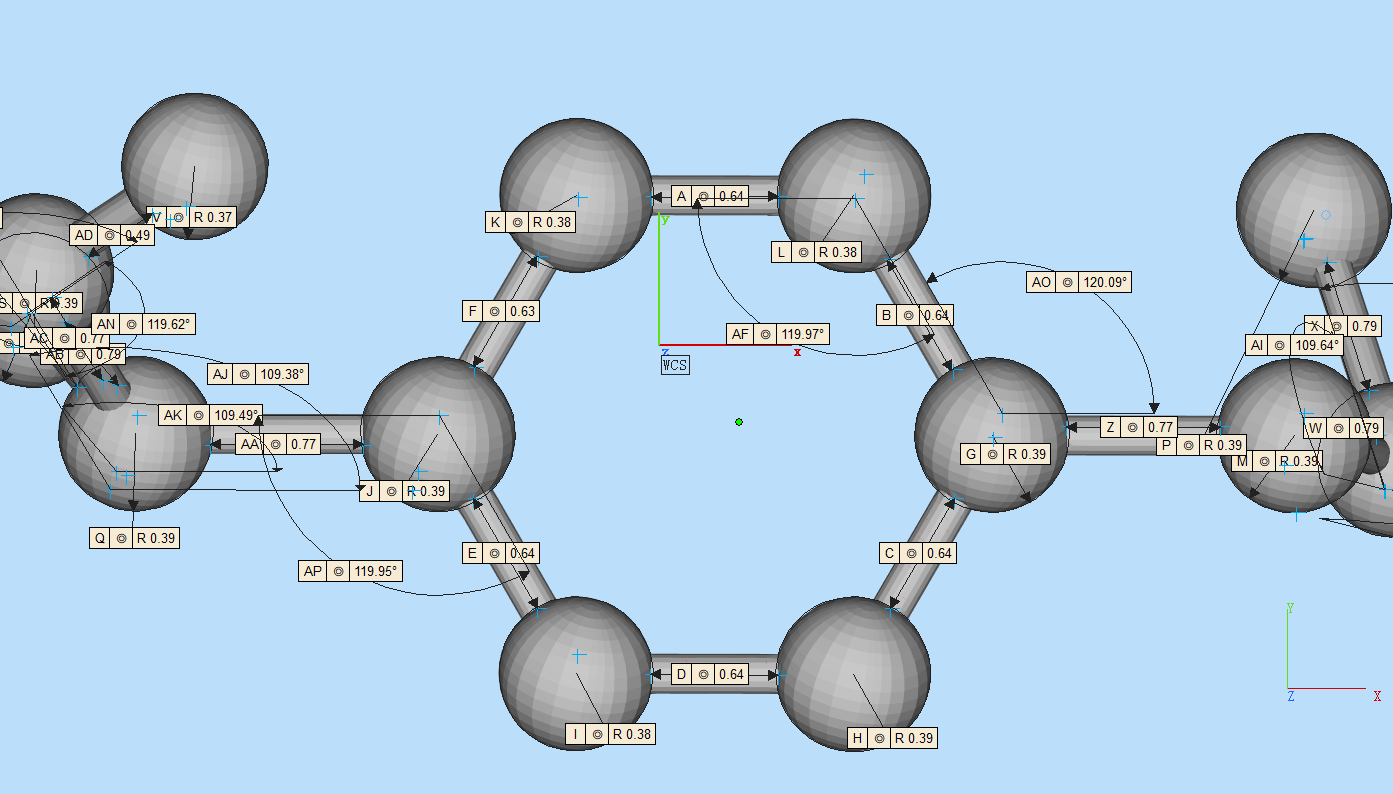 A ◎ 0.64
V ◎ R 0.37
K ◎ R 0.38
AD ◎ 0.49
y
L ◎ R 0.38
AO ◎ 120.09°
S ◎ R 0.39
F ◎ 0.63
B ◎ 0.64
AN ◎ 119.62°
X ◎ 0.79
AF ◎ 119.97°
AC ◎ 0.77
AI ◎ 109.64°
AB ◎ 0.79
z
x
WCS
AJ ◎ 109.38°
AK ◎ 109.49°
Z ◎ 0.77
W ◎ 0.79
AA ◎ 0.77
P ◎ R 0.39
G ◎ R 0.39
M ◎ R 0.39
J ◎ R 0.39
Q ◎ R 0.39
E ◎ 0.64
C ◎ 0.64
AP ◎ 119.95°
Y
D ◎ 0.64
Z
X
I ◎ R 0.38
H ◎ R 0.39